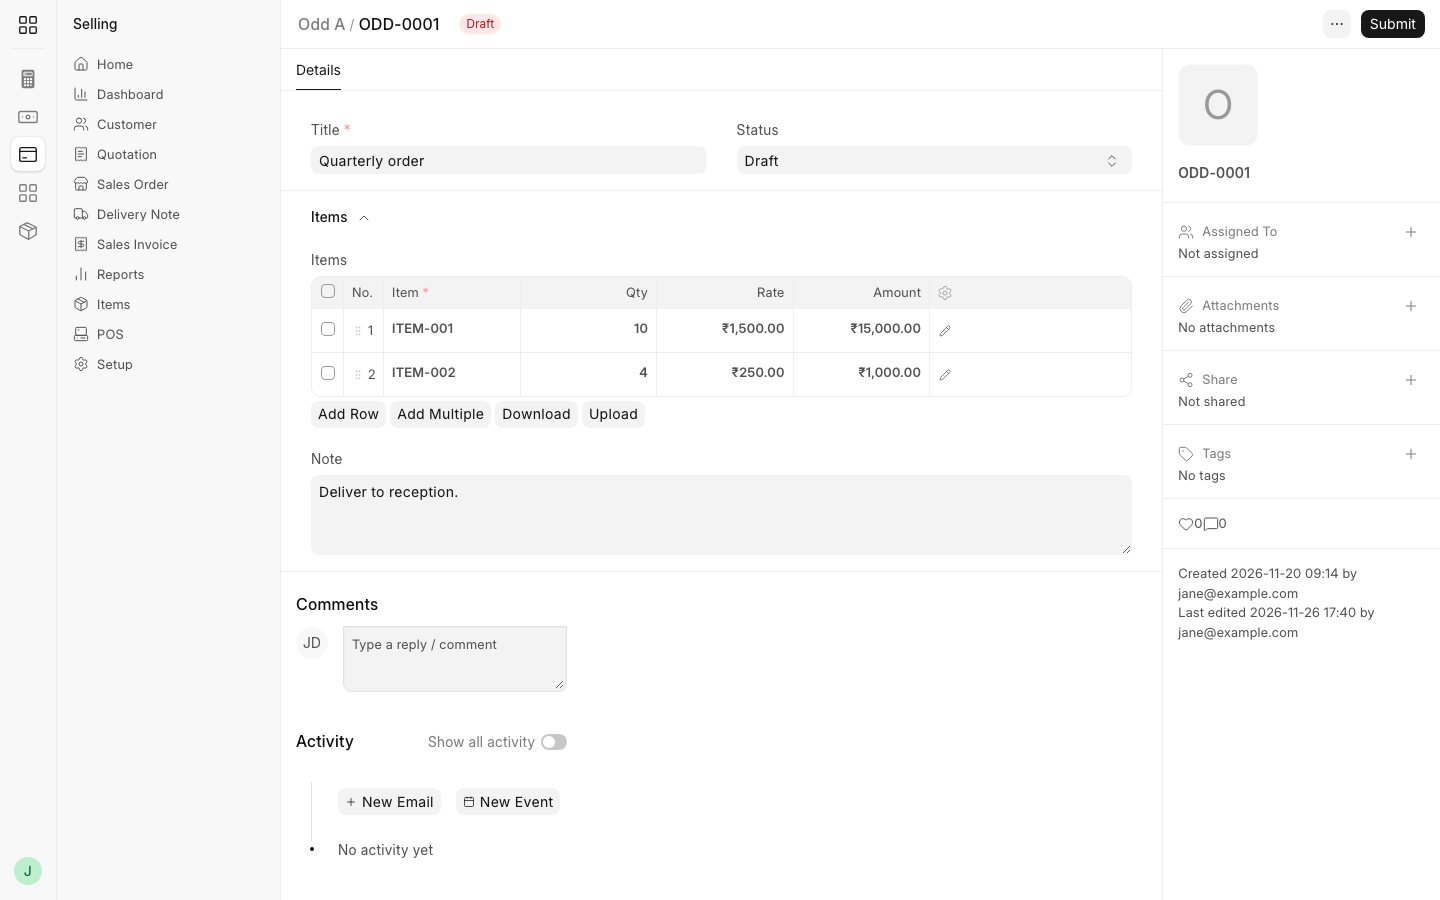 Selling
Home
Dashboard
Customer
Quotation
Sales Order
Delivery Note
Sales Invoice
Reports
Items
POS
Setup
J
Odd A / ODD-0001 Draft
··· Submit
Details
Title * Status
Quarterly order Draft
Items
Items
No. Item * Qty Rate Amount
1 ITEM-001 10 ₹1,500.00 ₹15,000.00
2 ITEM-002 4 ₹250.00 ₹1,000.00
Add Row Add Multiple Download Upload
Note
Deliver to reception.
Comments
JD Type a reply / comment
Activity Show all activity
New Email New Event
No activity yet
O
ODD-0001
Assigned To
Not assigned
Attachments
No attachments
Share
Not shared
Tags
No tags
0 0
Created 2026-11-20 09:14 by
jane@example.com
Last edited 2026-11-26 17:40 by
jane@example.com